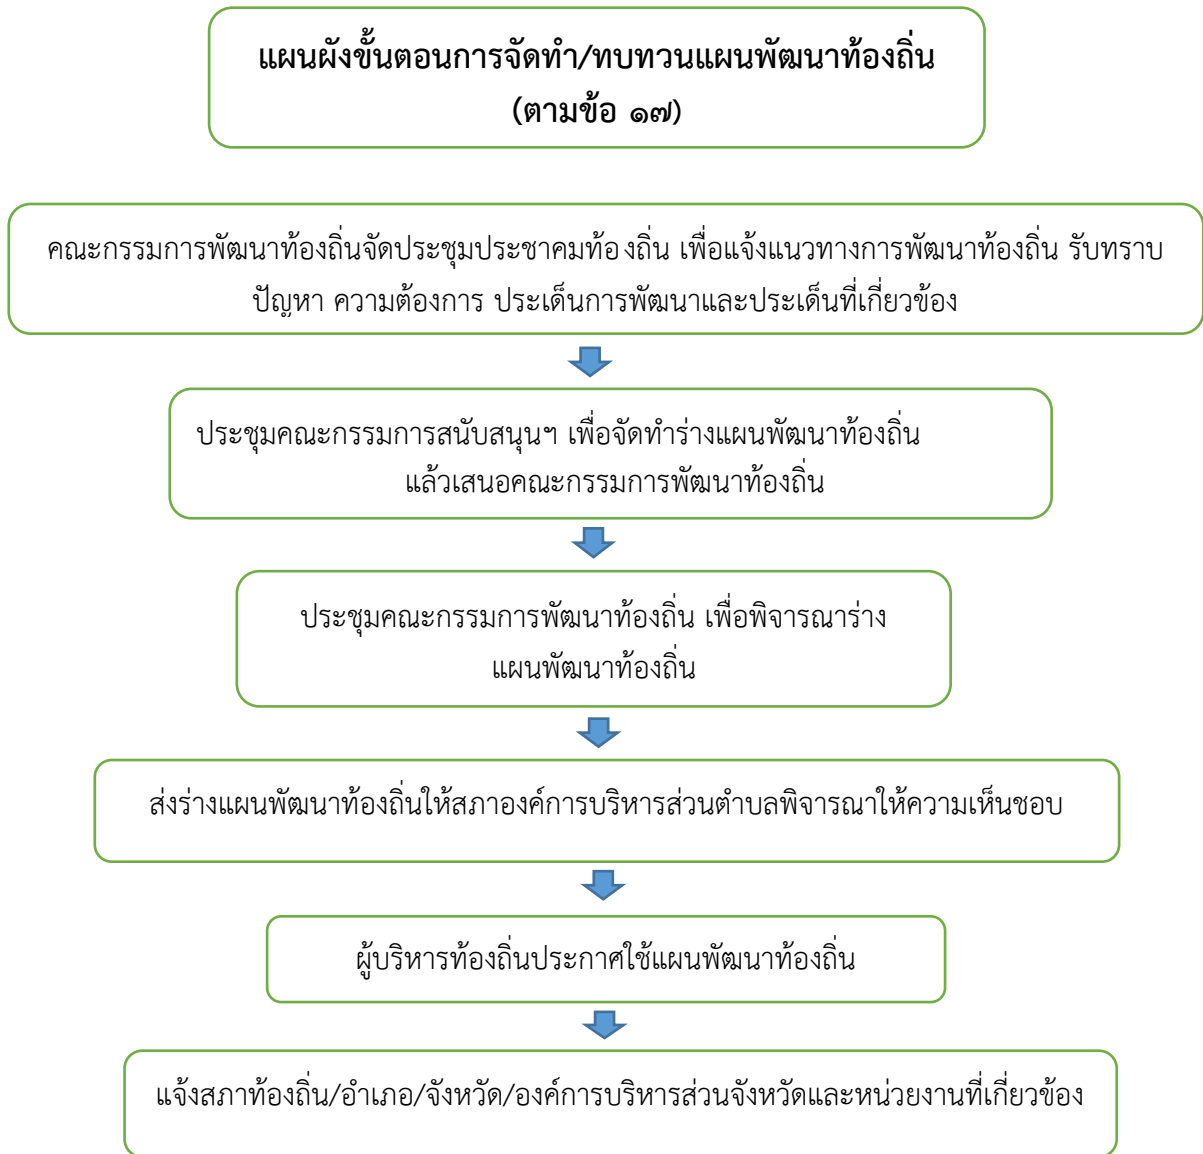 แผนผังขั้นตอนการจัดทำ/ทบทวนแผนพัฒนาท้องถิ่น
(ตามข้อ ๑๗)
คณะกรรมการพัฒนาท้องถิ่นจัดประชุมประชาคมท้องถิ่น เพื่อแจ้งแนวทางการพัฒนาท้องถิ่น รับทราบ
ปัญหา ความต้องการ ประเด็นการพัฒนาและประเด็นที่เกี่ยวข้อง
ประชุมคณะกรรมการสนับสนุนฯ เพื่อจัดทำร่างแผนพัฒนาท้องถิ่น
แล้วเสนอคณะกรรมการพัฒนาท้องถิ่น
ประชุมคณะกรรมการพัฒนาท้องถิ่น เพื่อพิจารณาร่าง
แผนพัฒนาท้องถิ่น
ส่งร่างแผนพัฒนาท้องถิ่นให้สภาองค์การบริหารส่วนตำบลพิจารณาให้ความเห็นชอบ
ผู้บริหารท้องถิ่นประกาศใช้แผนพัฒนาท้องถิ่น
แจ้งสภาท้องถิ่น/อำเภอ/จังหวัด/องค์การบริหารส่วนจังหวัดและหน่วยงานที่เกี่ยวข้อง